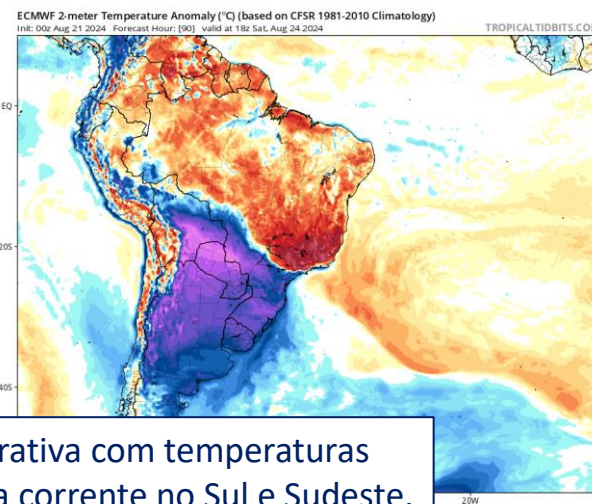 ECMWF 2-meter Temperature Anomaly (°C) (based on CFSR 1981-2010 Climatology)
Init: 00z Aug 21 2024 Forecast Hour: [90] valid at 18z Sat, Aug 24 2024 TROPICALTIDBITS.COM
EQ
20S
40S
rativa com temperaturas
a corrente no Sul e Sudeste.
20W